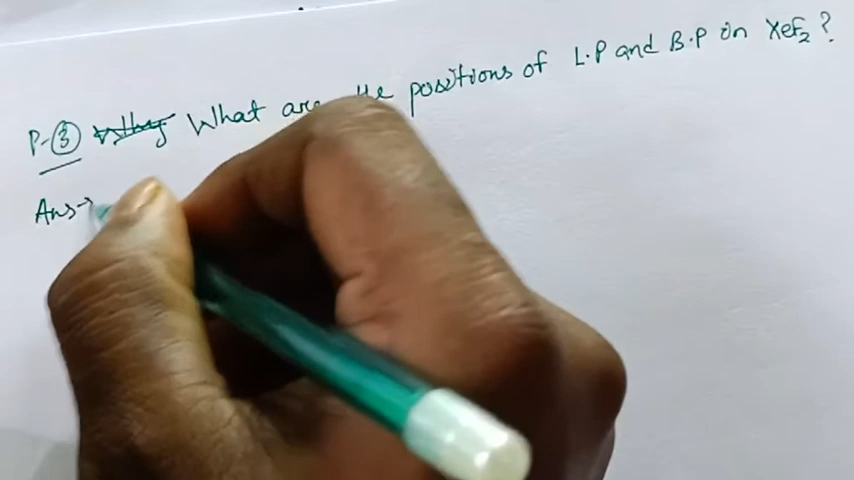 P-③ What are the positions of L.P and B.P in XeF₂?
Ans→